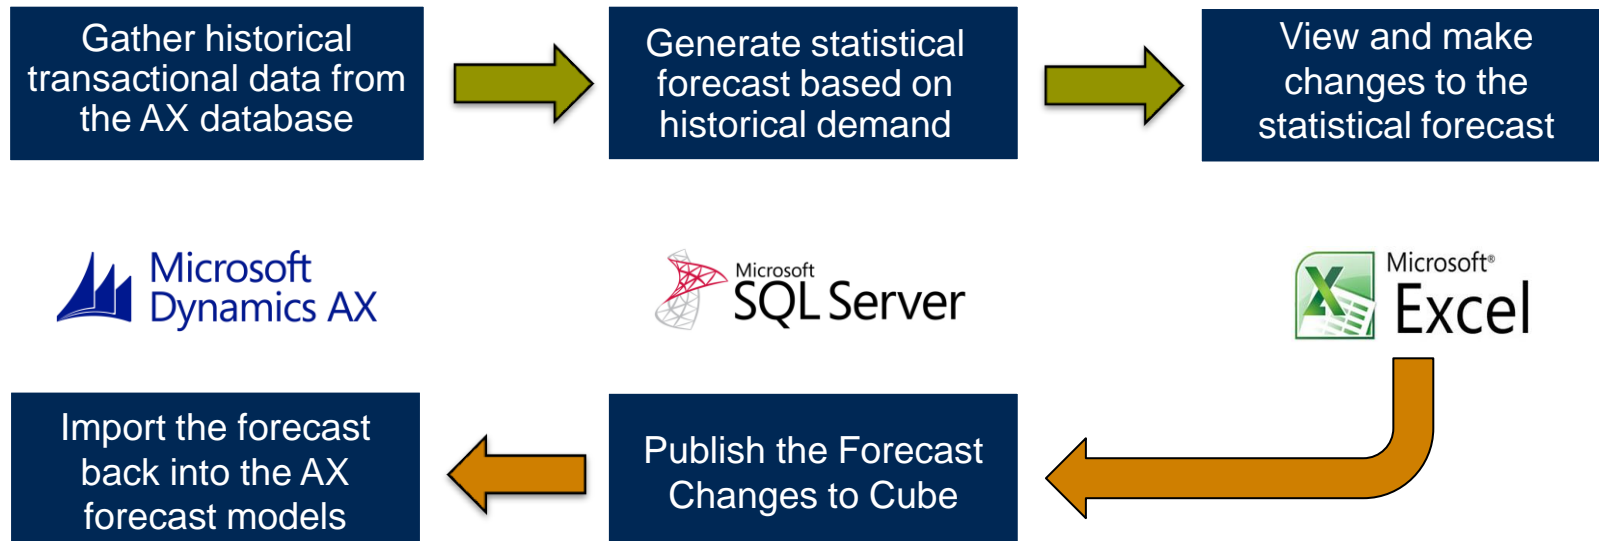 Gather historical
transactional data from
the AX database
Generate statistical
forecast based on
historical demand
View and make
changes to the
statistical forecast
Microsoft
Dynamics AX
Microsoft
SQL Server
Microsoft®
Excel
Import the forecast
back into the AX
forecast models
Publish the Forecast
Changes to Cube